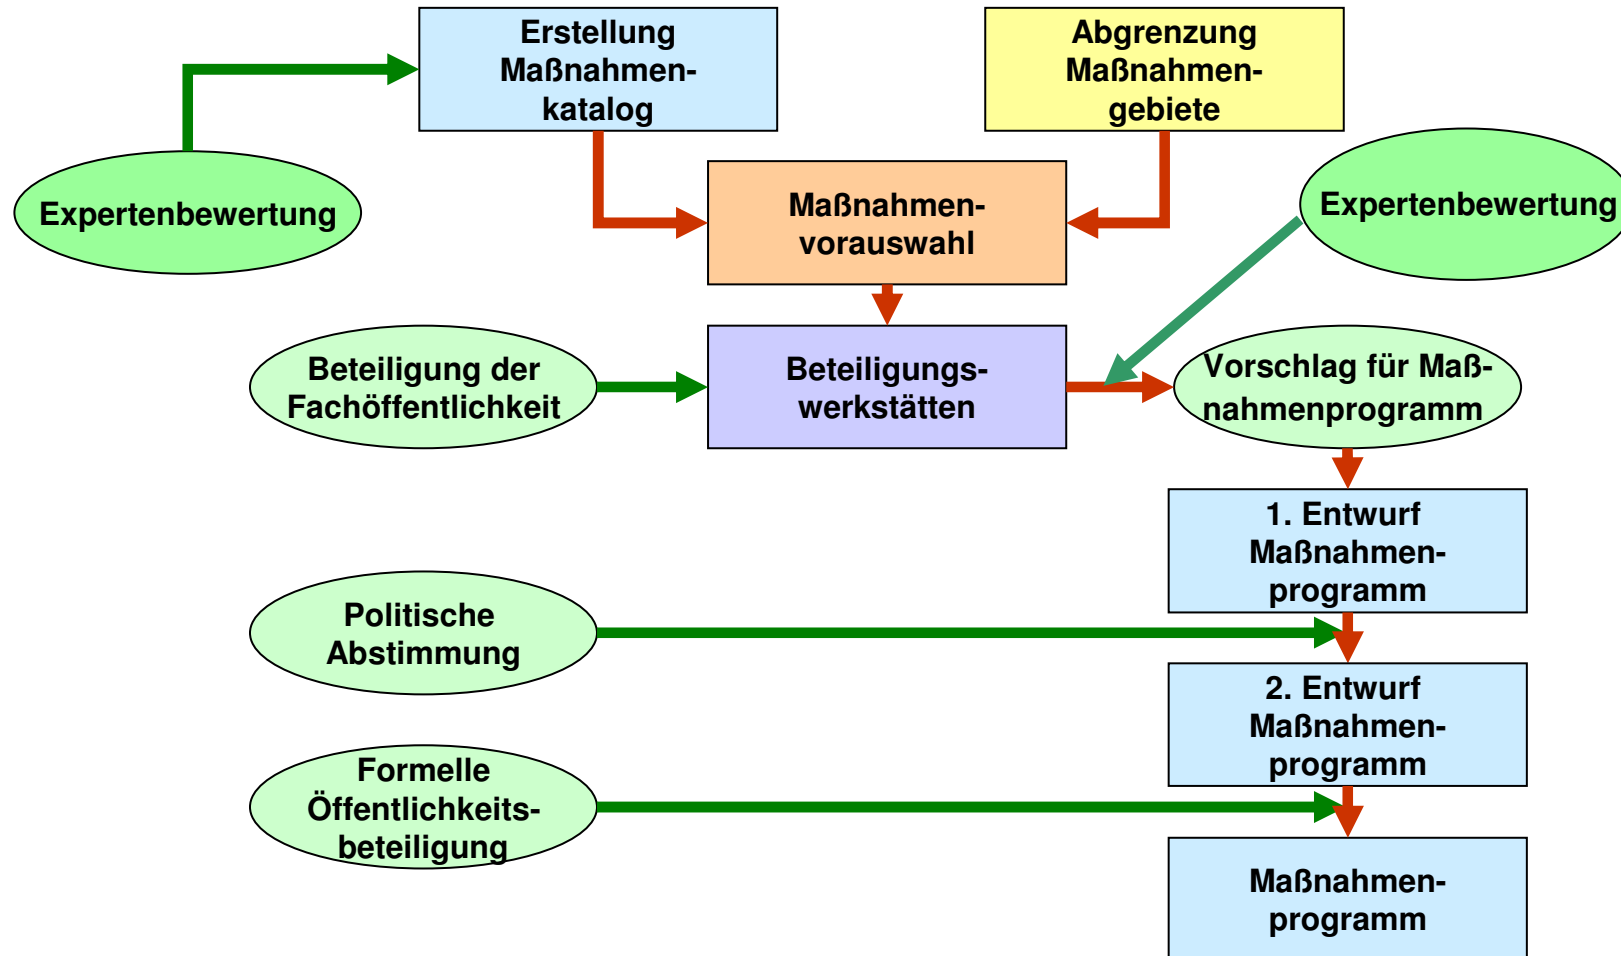 Erstellung
Maßnahmen-
katalog
Abgrenzung
Maßnahmen-
gebiete
Expertenbewertung
Maßnahmen-
vorauswahl
Expertenbewertung
Beteiligung der
Fachöffentlichkeit
Beteiligungs-
werkstätten
Vorschlag für Maß-
nahmenprogramm
1. Entwurf
Maßnahmen-
programm
Politische
Abstimmung
2. Entwurf
Maßnahmen-
programm
Formelle
Öffentlichkeits-
beteiligung
Maßnahmen-
programm